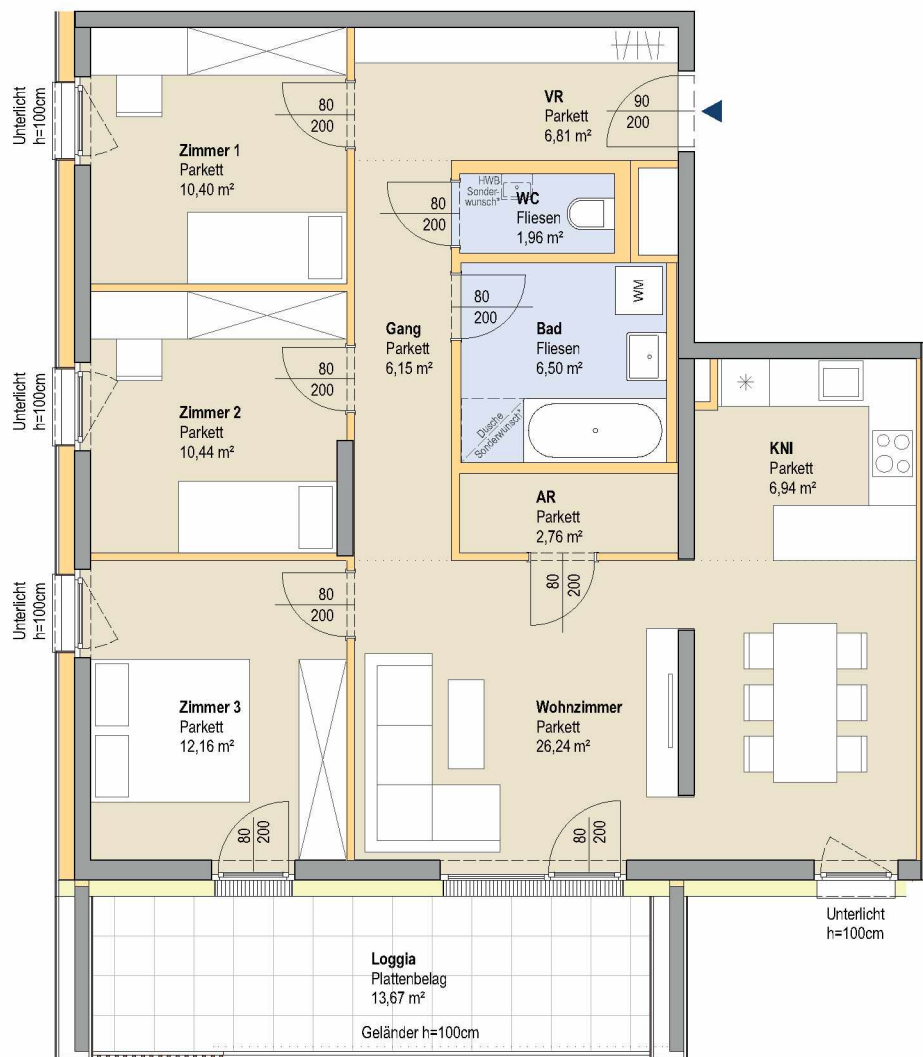 Unterlicht
h=100cm
80
200
VR
Parkett
6,81 m²
90
200
Zimmer 1
Parkett
10,40 m²
80
200
HWB
Sonder-
wunsch*
WC
Fliesen
1,96 m²
80
200
WM
Gang
Parkett
6,15 m²
Bad
Fliesen
6,50 m²
Unterlicht
h=100cm
80
200
Zimmer 2
Parkett
10,44 m²
Dusche
Sonderwunsch*
KNI
Parkett
6,94 m²
AR
Parkett
2,76 m²
80
200
Unterlicht
h=100cm
80
200
Zimmer 3
Parkett
12,16 m²
Wohnzimmer
Parkett
26,24 m²
80
200
80
200
Unterlicht
h=100cm
Loggia
Plattenbelag
13,67 m²
Geländer h=100cm